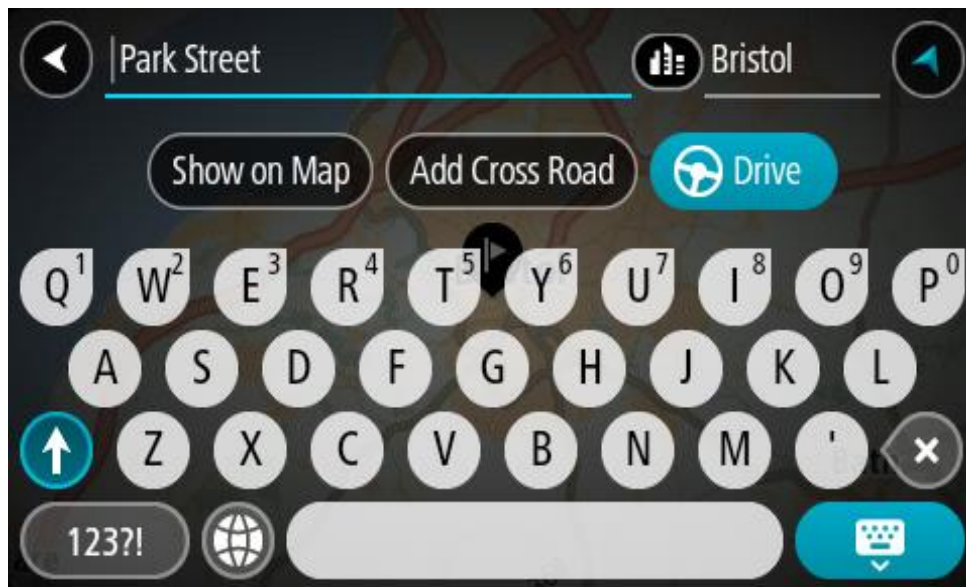 Park Street Bristol
Show on Map Add Cross Road Drive
Q1 W2 E3 R4 T5 Y6 U7 I8 O9 P0
A S D F G H J K L
Z X C V B N M '
123?!